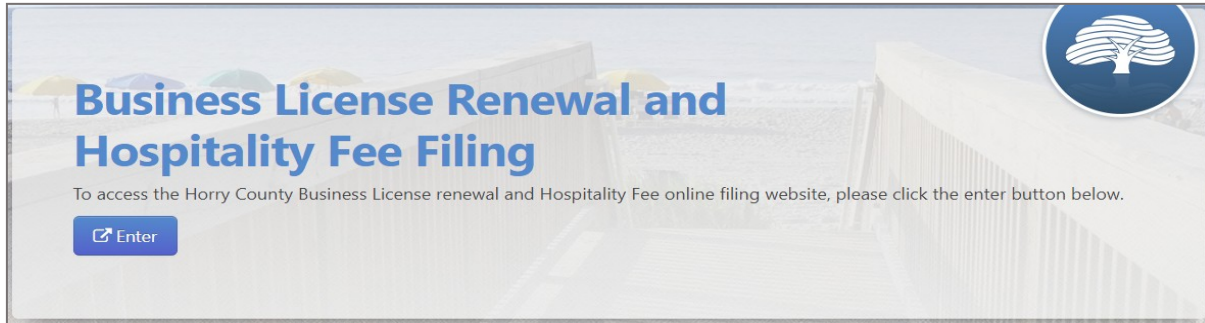 Business License Renewal and
Hospitality Fee Filing
To access the Horry County Business License renewal and Hospitality Fee online filing website, please click the enter button below.
Enter